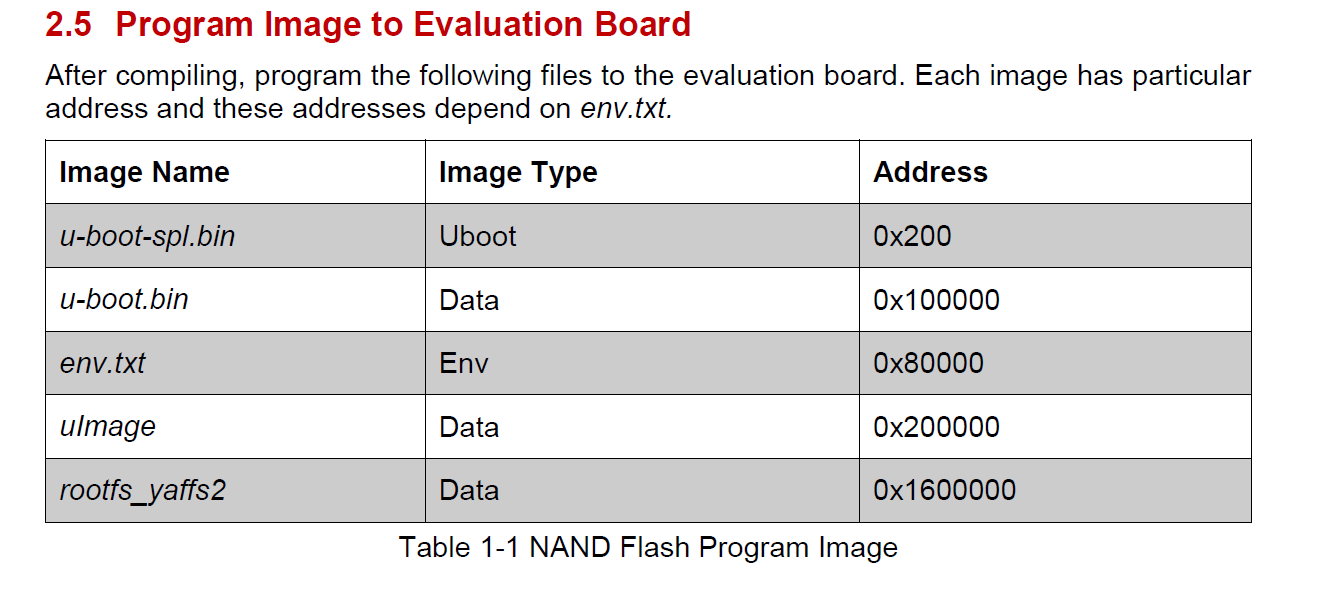 2.5 Program Image to Evaluation Board
After compiling, program the following files to the evaluation board. Each image has particular
address and these addresses depend on env.txt.
Image Name Image Type Address
u-boot-spl.bin Uboot 0x200
u-boot.bin Data 0x100000
env.txt Env 0x80000
uImage Data 0x200000
rootfs_yaffs2 Data 0x1600000
Table 1-1 NAND Flash Program Image